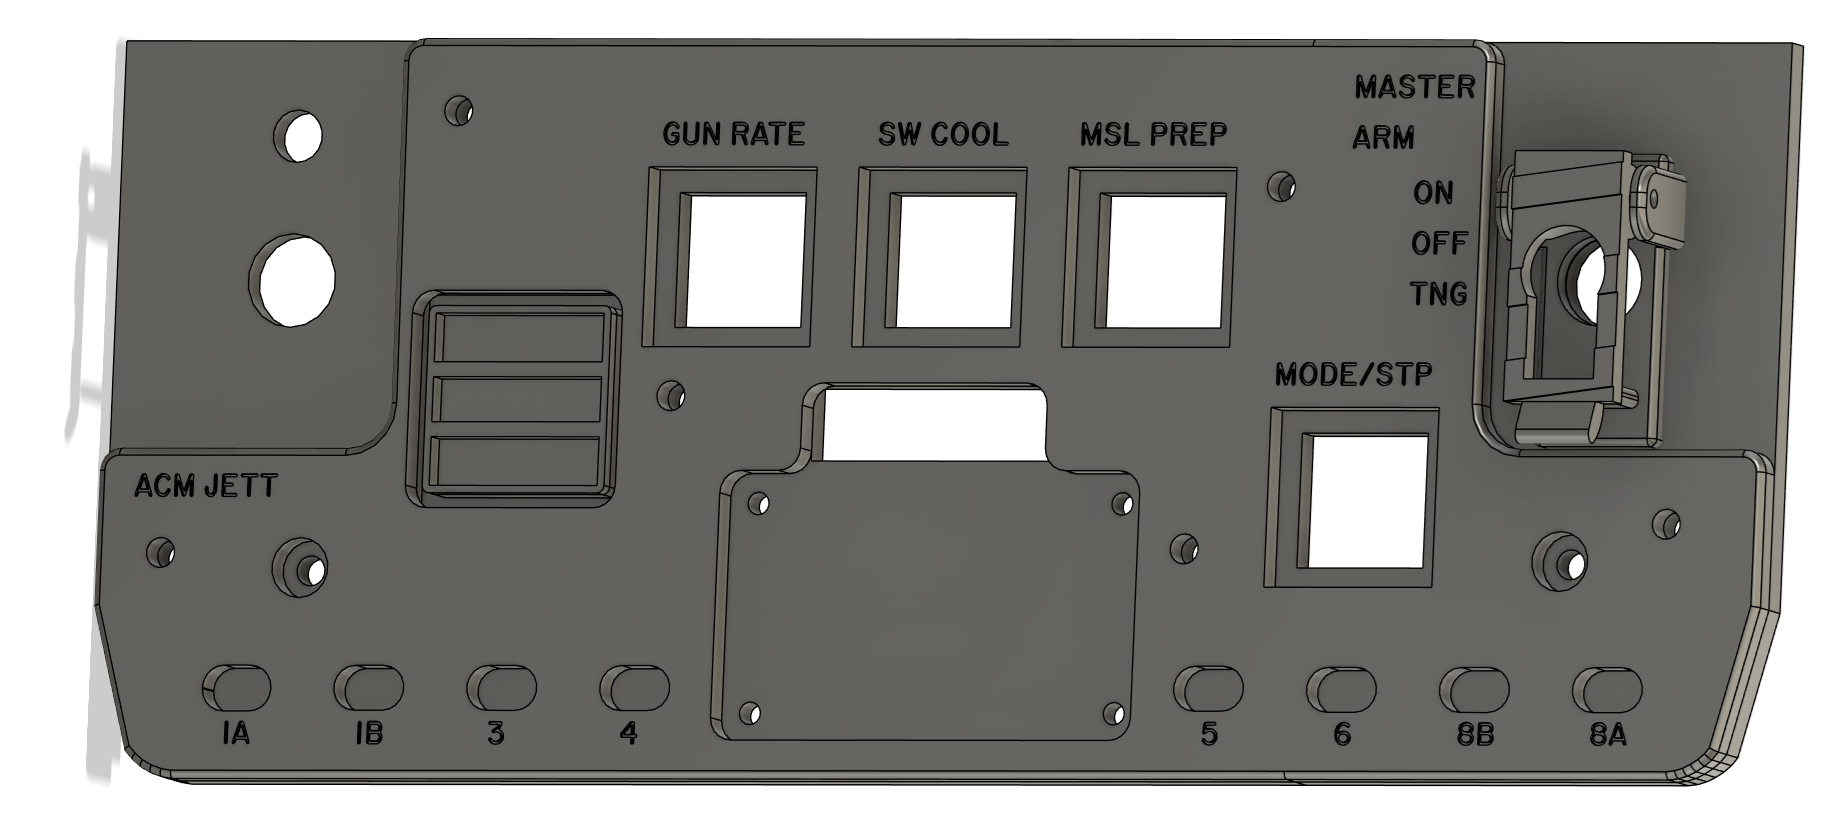 MASTER
ARM
GUN RATE
SW COOL
MSL PREP
ON
OFF
TNG
MODE/STP
ACM JETT
1A
1B
3
4
5
6
8B
8A